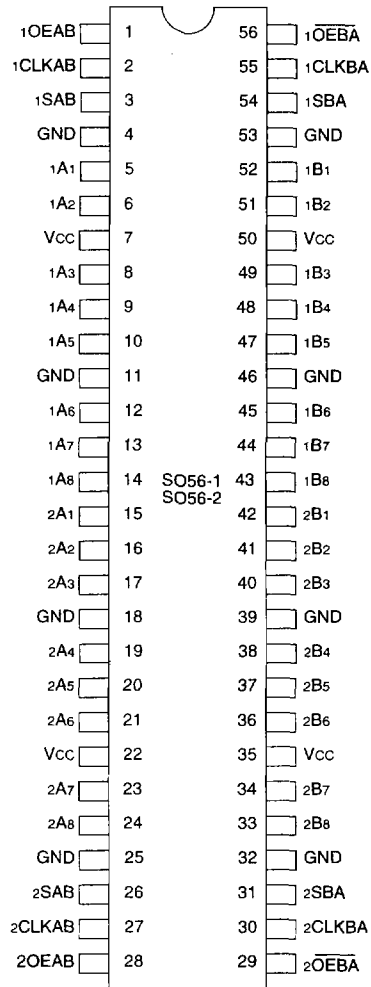 1OEAB 1 56 1O̅E̅B̅A̅
1CLKAB 2 55 1CLKBA
1SAB 3 54 1SBA
GND 4 53 GND
1A1 5 52 1B1
1A2 6 51 1B2
VCC 7 50 VCC
1A3 8 49 1B3
1A4 9 48 1B4
1A5 10 47 1B5
GND 11 46 GND
1A6 12 45 1B6
1A7 13 44 1B7
1A8 14 SO56-1 43 1B8
SO56-2
2A1 15 42 2B1
2A2 16 41 2B2
2A3 17 40 2B3
GND 18 39 GND
2A4 19 38 2B4
2A5 20 37 2B5
2A6 21 36 2B6
VCC 22 35 VCC
2A7 23 34 2B7
2A8 24 33 2B8
GND 25 32 GND
2SAB 26 31 2SBA
2CLKAB 27 30 2CLKBA
2OEAB 28 29 2O̅E̅B̅A̅